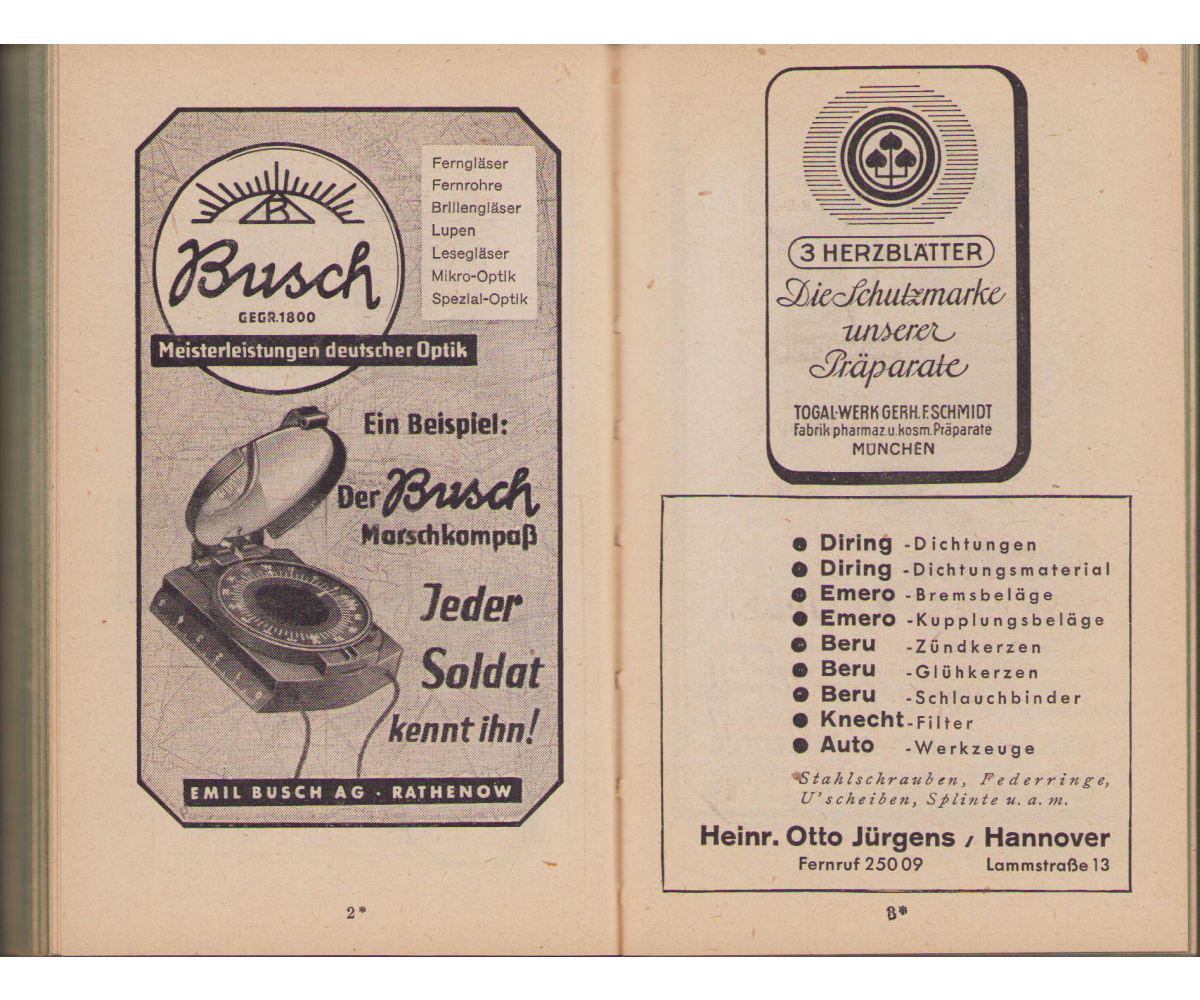 B
Busch
GEGR.1800
Meisterleistungen deutscher Optik
Ferngläser
Fernrohre
Brillengläser
Lupen
Lesegläser
Mikro-Optik
Spezial-Optik
Ein Beispiel:
Der Busch
Marschkompaß
Jeder
Soldat
kennt ihn!
EMIL BUSCH AG · RATHENOW
2*
3 HERZBLÄTTER
Die Schutzmarke
unserer
Präparate
TOGAL-WERK GERH.F.SCHMIDT
Fabrik pharmaz.u.kosm.Präparate
MÜNCHEN
● Diring -Dichtungen
● Diring -Dichtungsmaterial
● Emero -Bremsbeläge
● Emero -Kupplungsbeläge
● Beru -Zündkerzen
● Beru -Glühkerzen
● Beru -Schlauchbinder
● Knecht-Filter
● Auto -Werkzeuge
Stahlschrauben, Federringe,
U'scheiben, Splinte u. a. m.
Heinr. Otto Jürgens / Hannover
Fernruf 25009 Lammstraße 13
3*